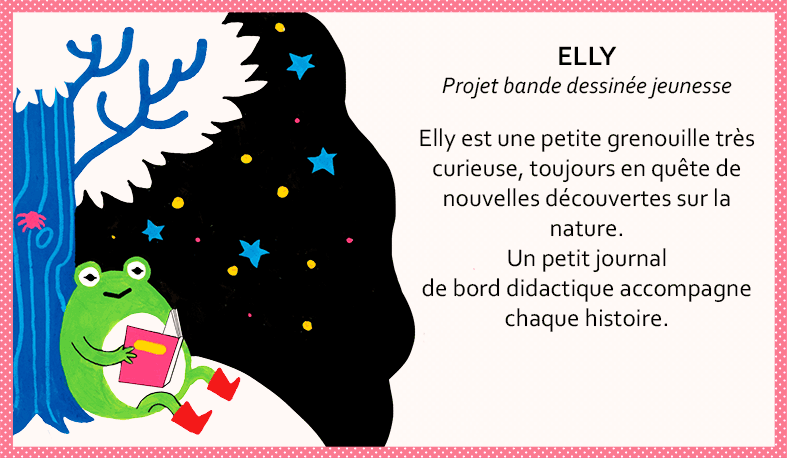 ELLY
Projet bande dessinée jeunesse
Elly est une petite grenouille très
curieuse, toujours en quête de
nouvelles découvertes sur la
nature.
Un petit journal
de bord didactique accompagne
chaque histoire.